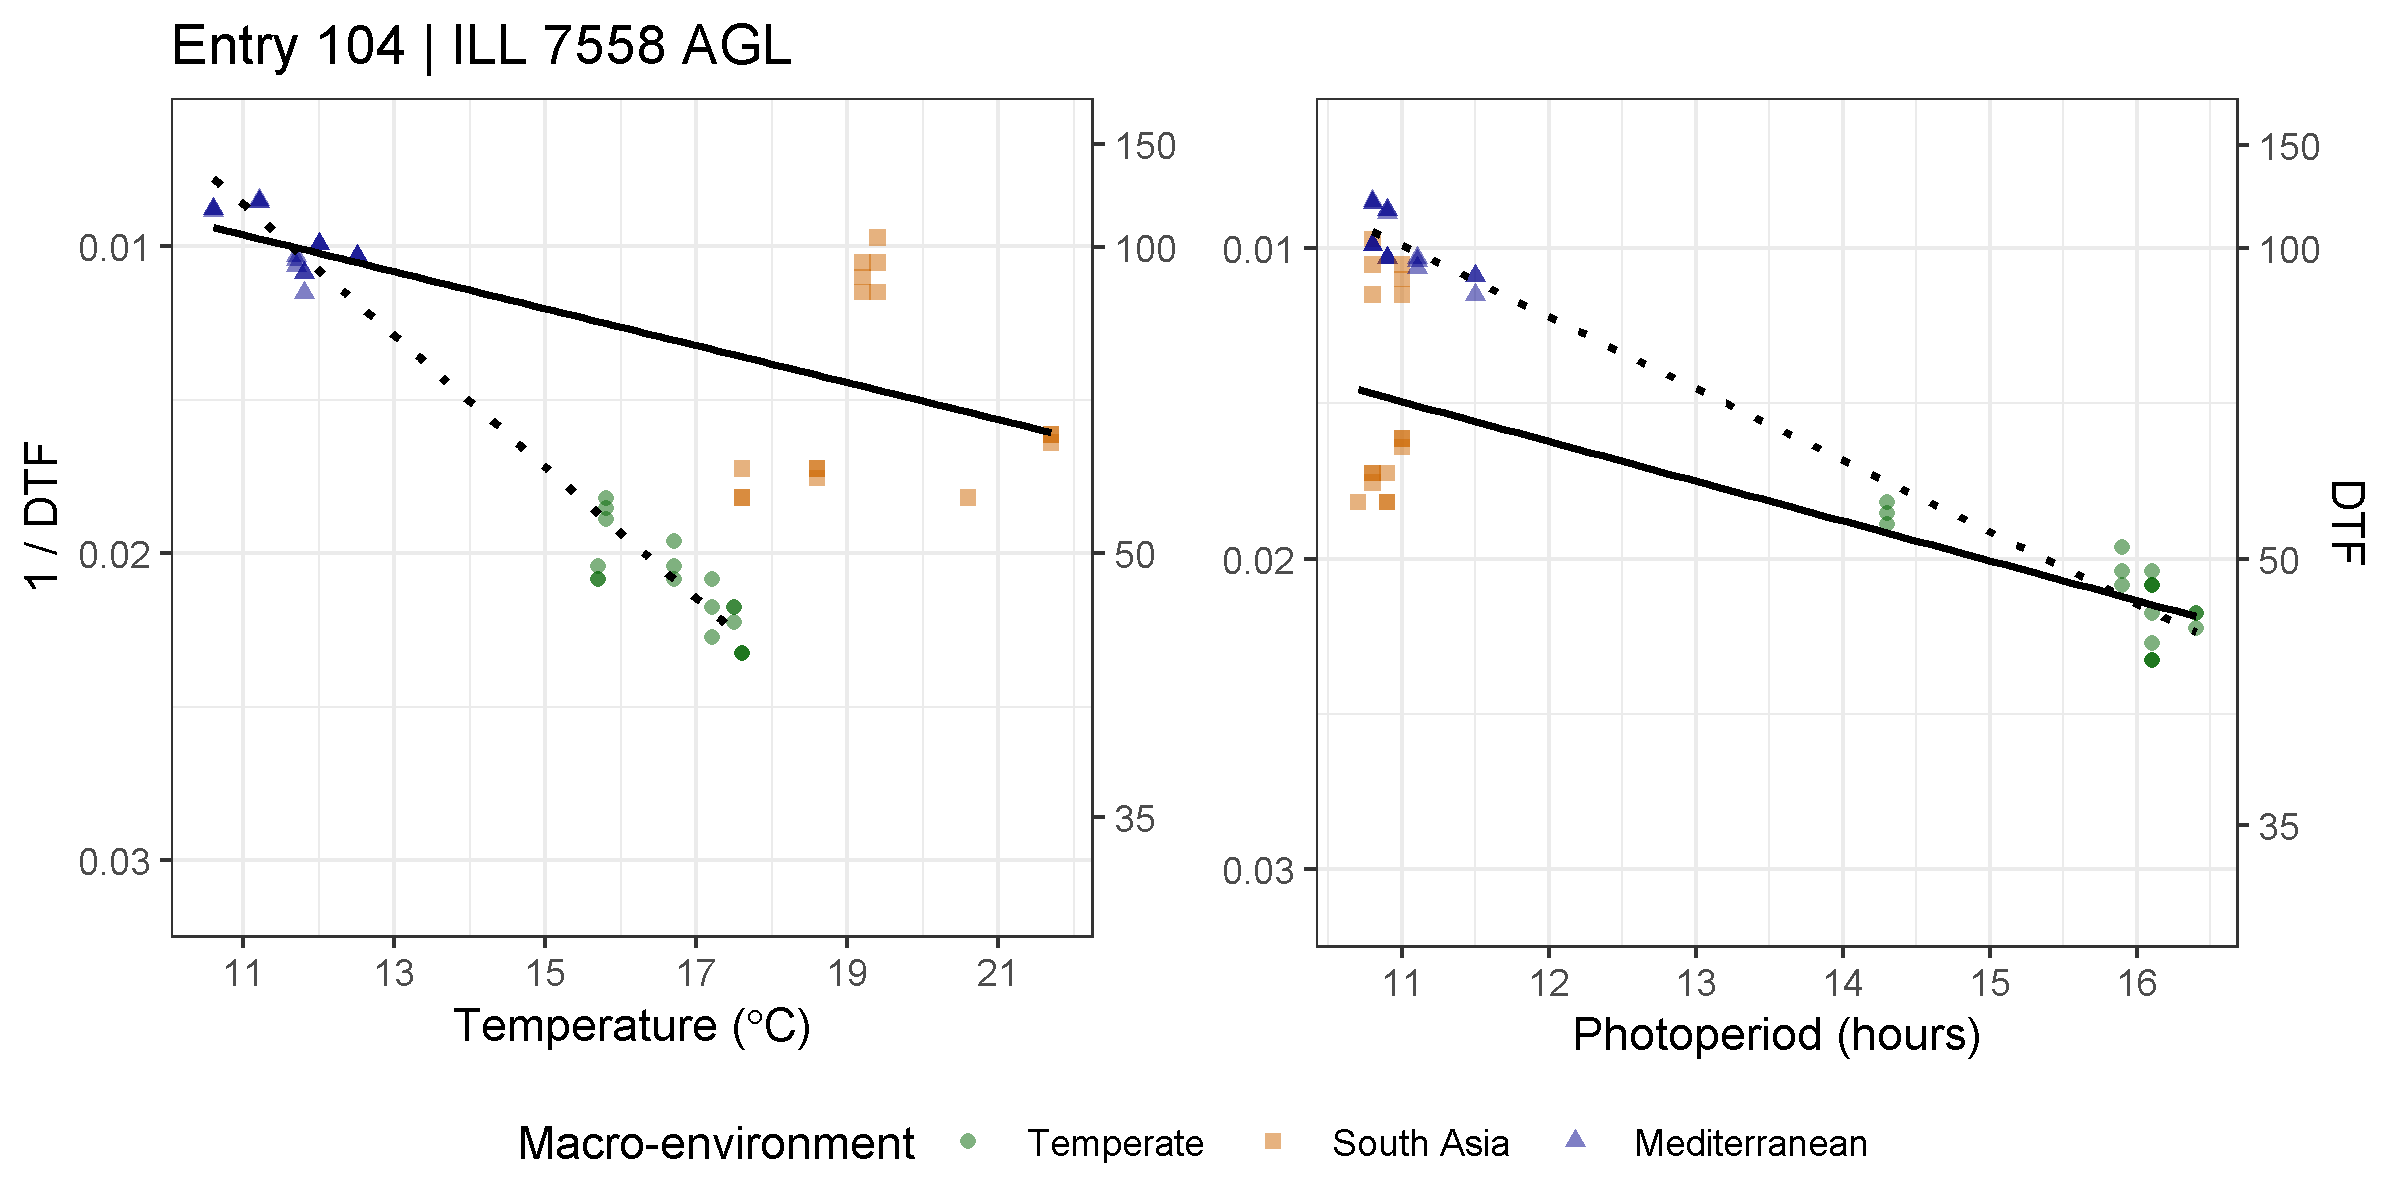 Entry 104 | ILL 7558 AGL
1 / DTF
0.01
0.02
0.03
150
100
50
35
11 13 15 17 19 21
Temperature (°C)
0.01
0.02
0.03
150
100
50
35
DTF
11 12 13 14 15 16
Photoperiod (hours)
Macro-environment Temperate South Asia Mediterranean